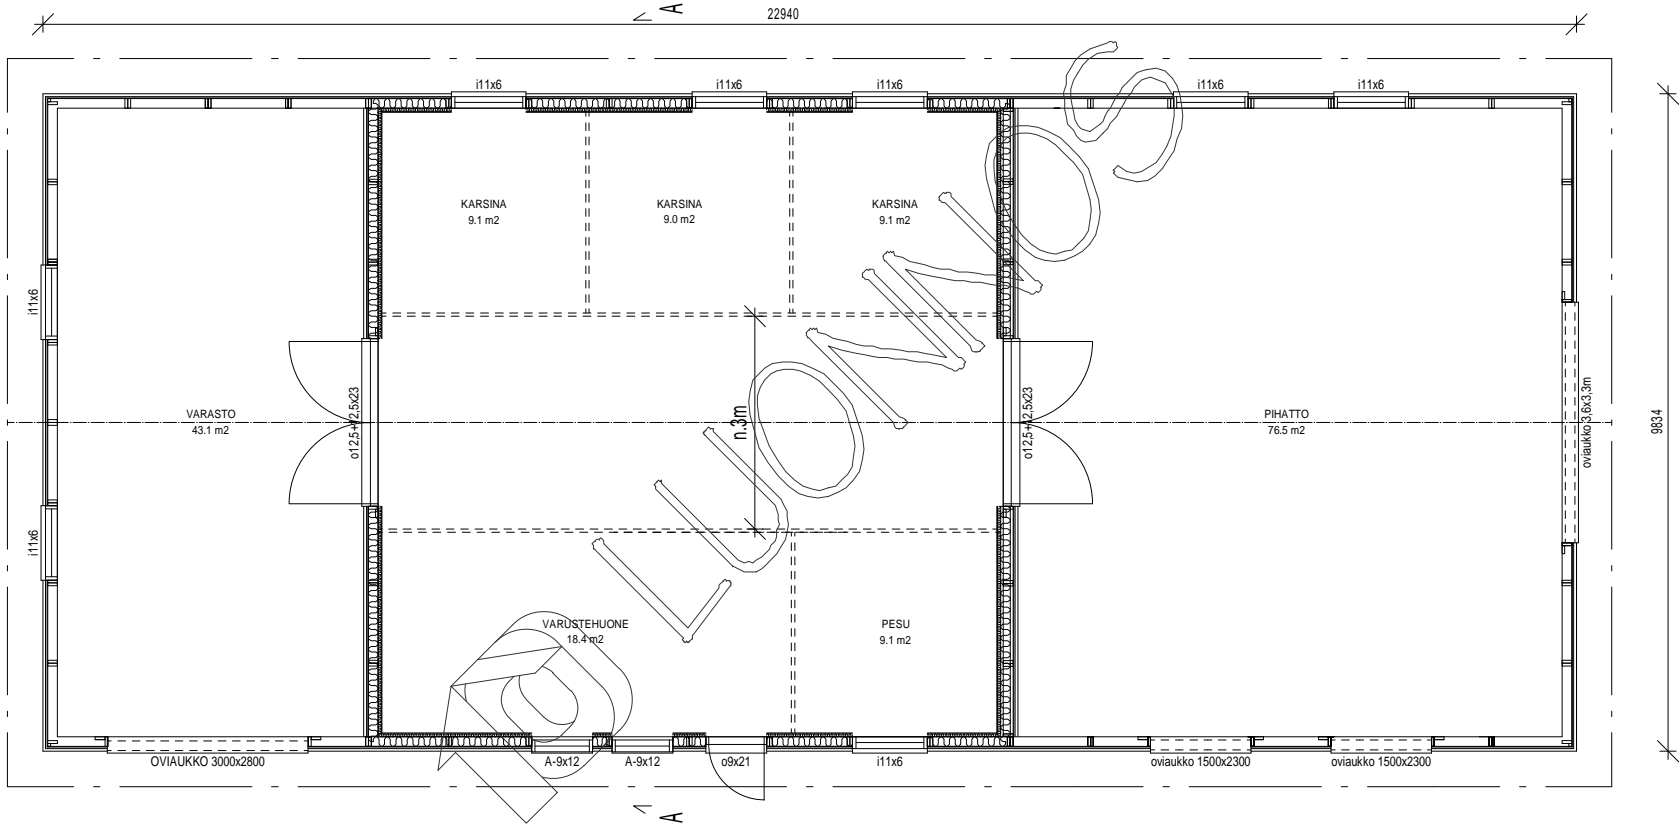 A
22940
i11x6
i11x6
i11x6
i11x6
i11x6
KARSINA
9.1 m2
KARSINA
9.0 m2
KARSINA
9.1 m2
i11x6
VARASTO
43.1 m2
o12,5+12,5x23
n.3m
o12,5+12,5x23
PIHATTO
76.5 m2
oviaukko 3,6x3,3m
9834
i11x6
VARUSTEHUONE
18.4 m2
PESU
9.1 m2
LUONNOS
OVIAUKKO 3000x2800
A-9x12
A-9x12
o9x21
i11x6
oviaukko 1500x2300
oviaukko 1500x2300
A